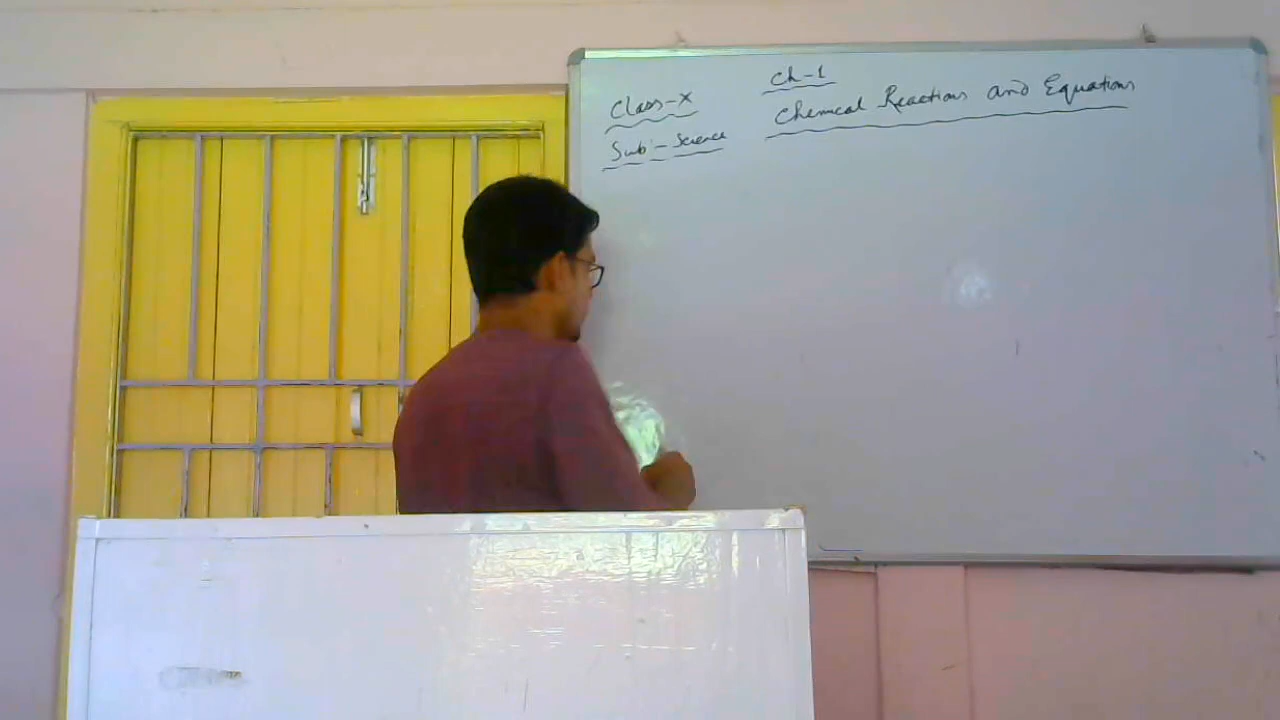 Class-X
Sub:- Science
Ch-1
Chemical Reactions and Equations